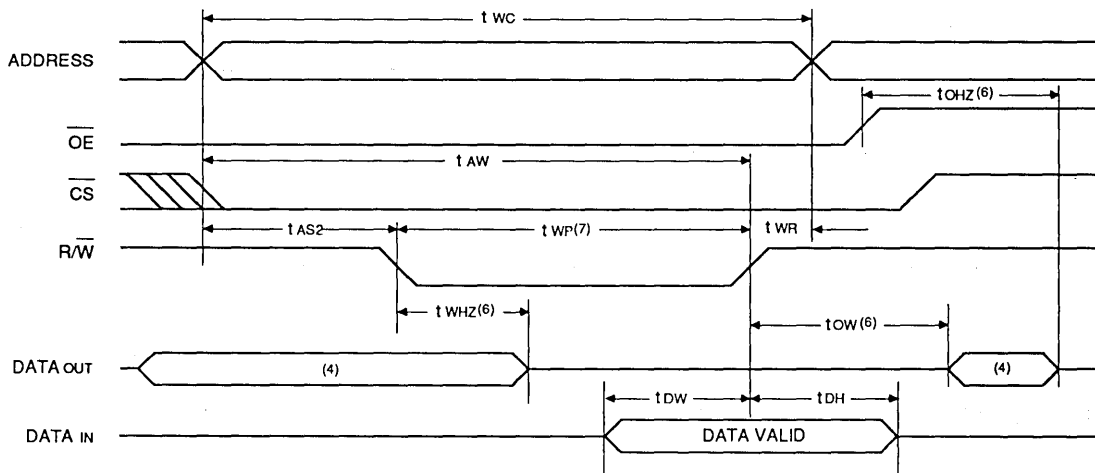 t WC
ADDRESS
t OHZ (6)
OE
t AW
CS
t AS2
t WP(7)
t WR
R/W
t WHZ(6)
t OW (6)
DATA OUT
(4)
(4)
t DW
t DH
DATA IN
DATA VALID